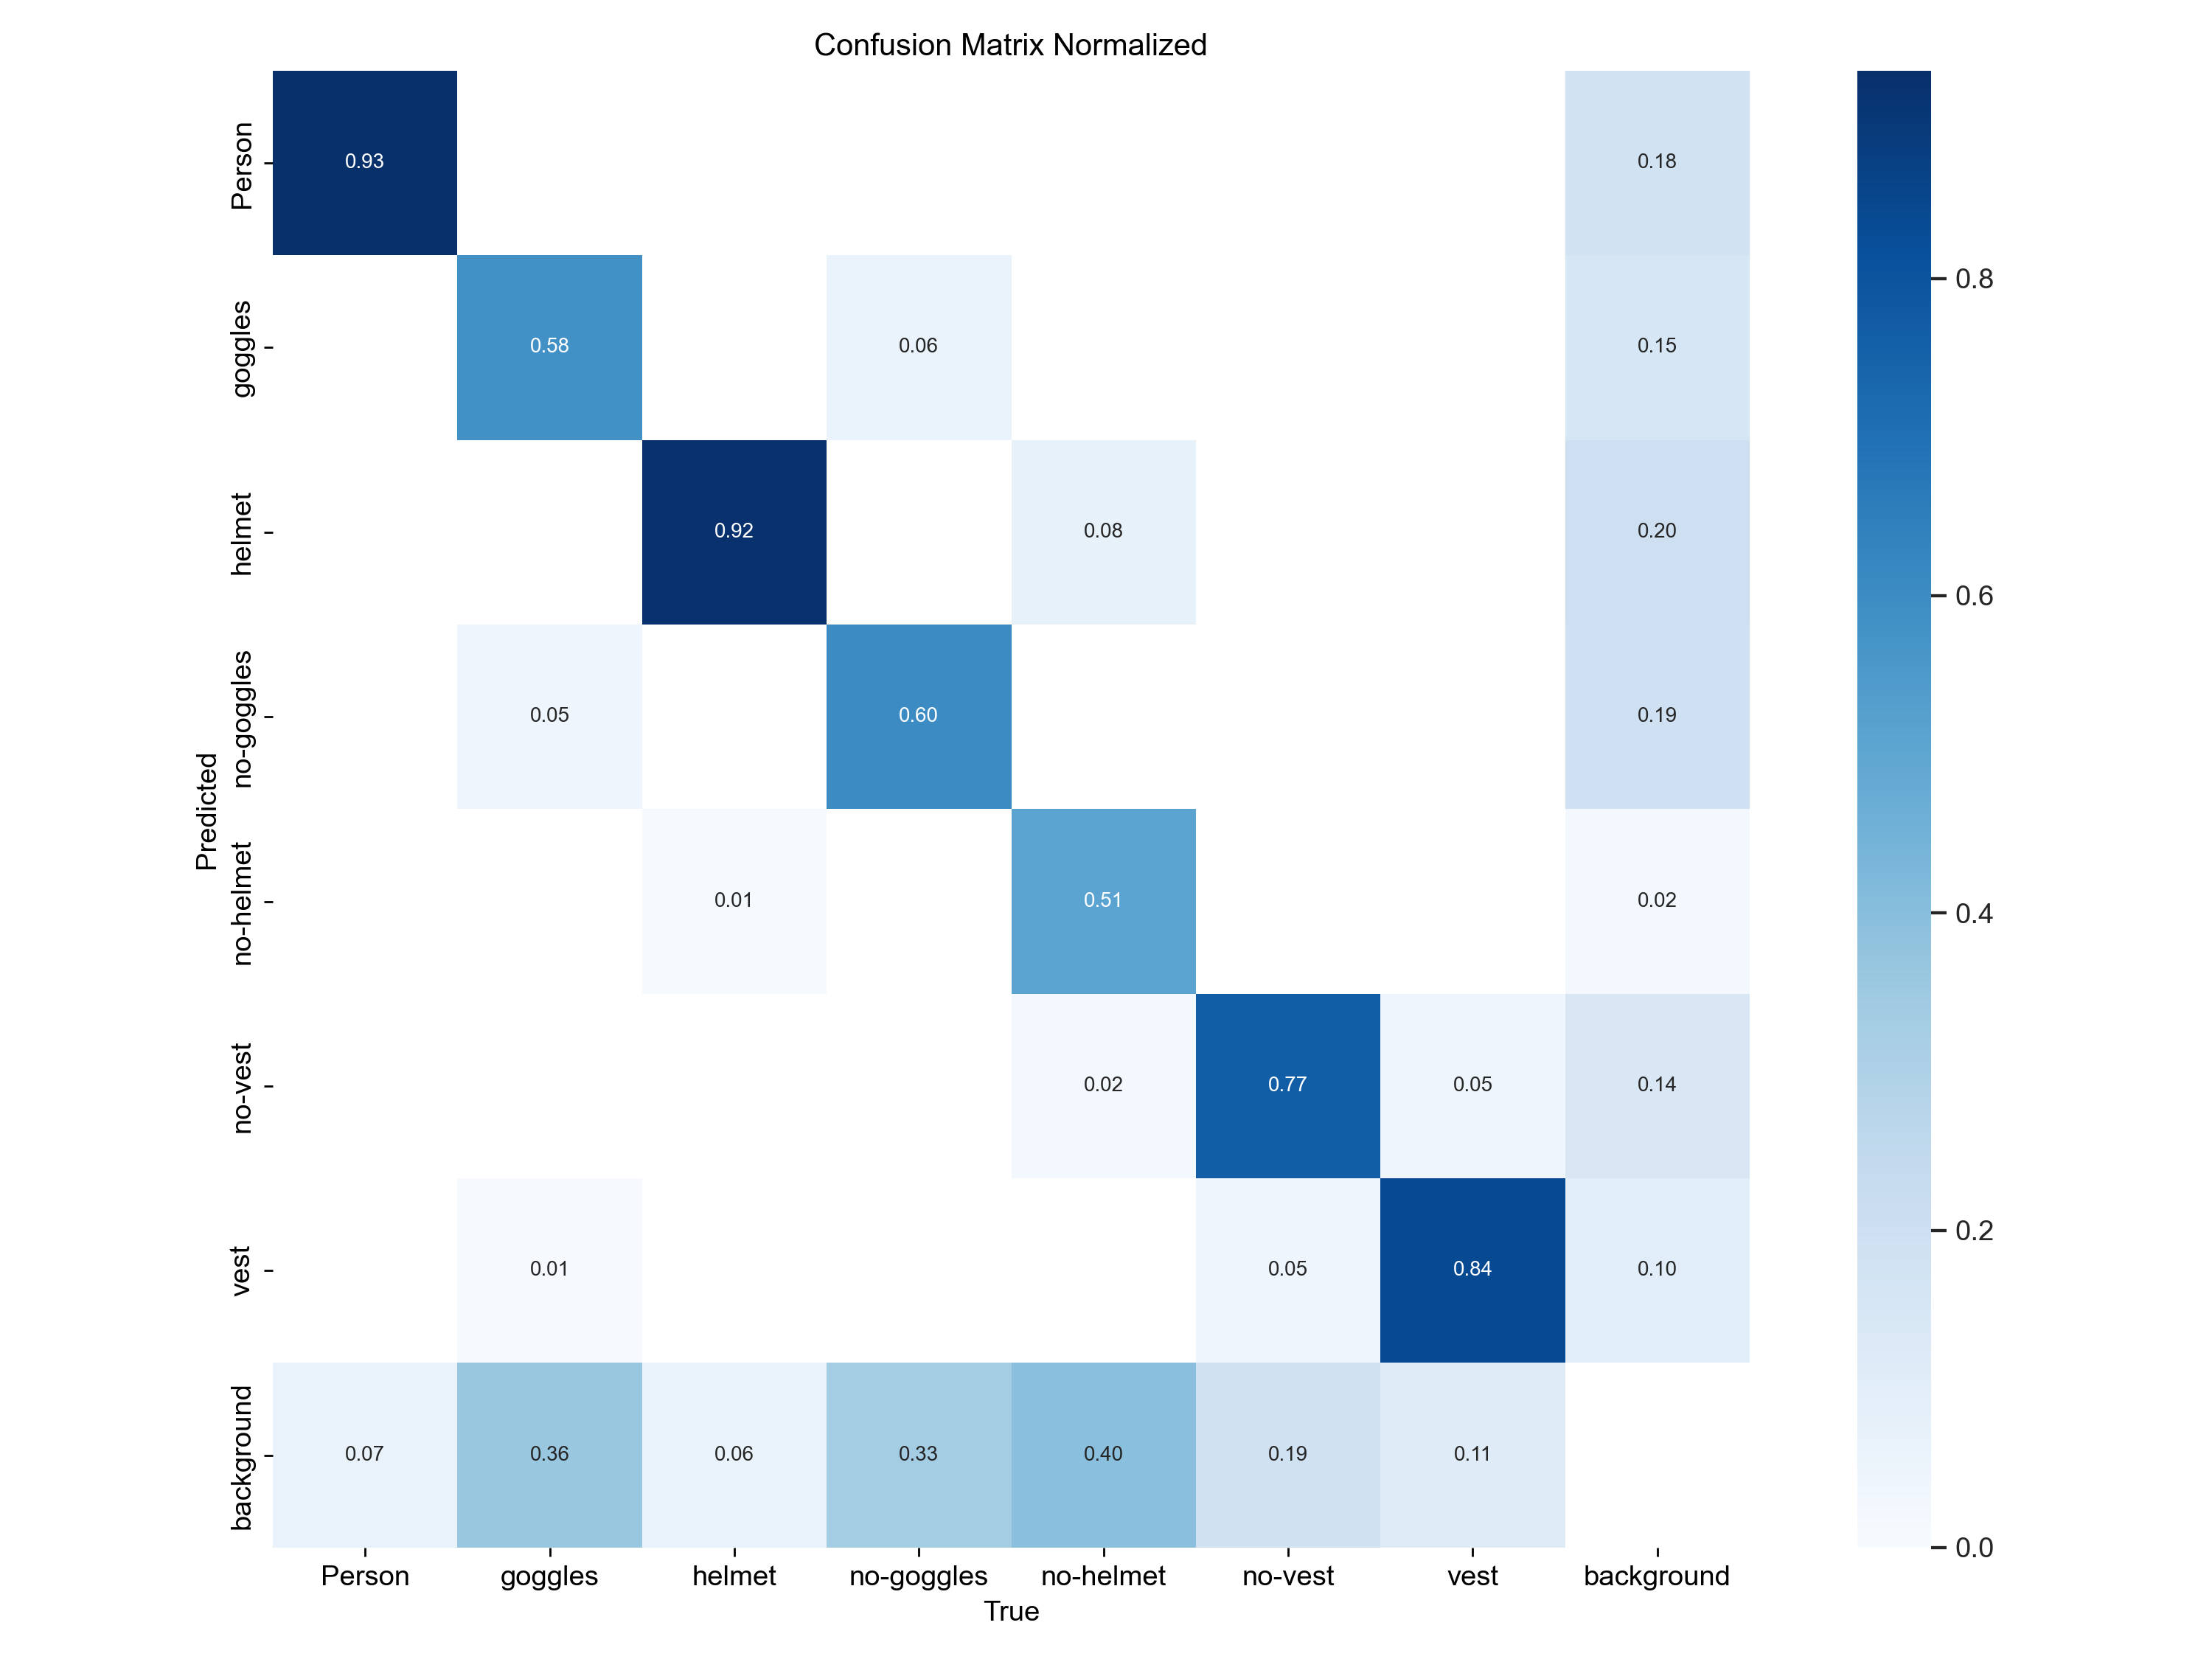 Confusion Matrix Normalized
Person
0.93
0.18
0.8
goggles
0.58
0.06
0.15
helmet
0.92
0.08
0.20
0.6
no-goggles
0.05
0.60
0.19
Predicted
no-helmet
0.01
0.51
0.02
0.4
no-vest
0.02
0.77
0.05
0.14
vest
0.01
0.05
0.84
0.10
0.2
background
0.07
0.36
0.06
0.33
0.40
0.19
0.11
0.0
Person
goggles
helmet
no-goggles
no-helmet
no-vest
vest
background
True